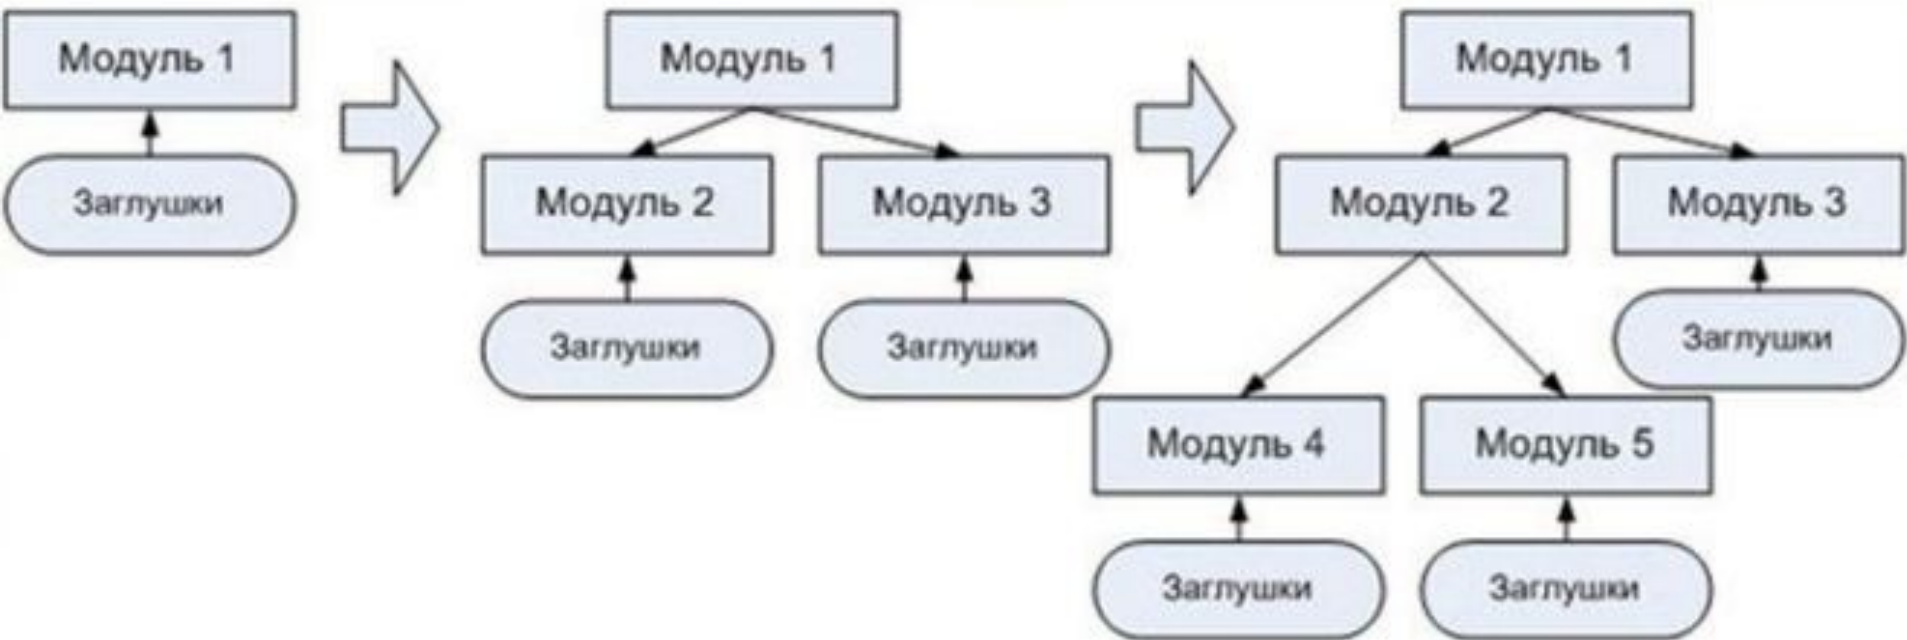 Модуль 1
Заглушки
Модуль 1
Модуль 2
Модуль 3
Заглушки
Заглушки
Модуль 1
Модуль 2
Модуль 3
Заглушки
Модуль 4
Модуль 5
Заглушки
Заглушки